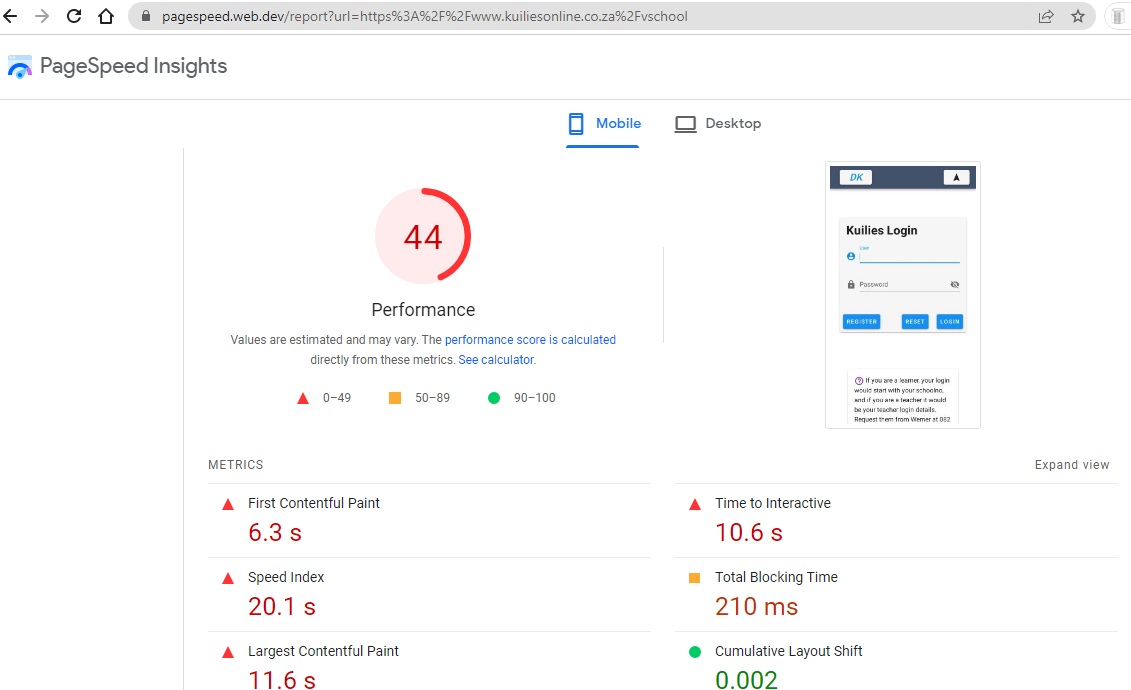 pagespeed.web.dev/report?url=https%3A%2F%2Fwww.kuiliesonline.co.za%2Fvschool
PageSpeed Insights
Mobile
Desktop
44
Performance
Values are estimated and may vary. The performance score is calculated
directly from these metrics. See calculator.
0–49
50–89
90–100
DK
Kuilies Login
User
Password
REGISTER
RESET
LOGIN
If you are a learner, your login
would start with your schoolno,
and if you are a teacher it would
be your teacher login details.
Request them from Werner at 082
METRICS
Expand view
First Contentful Paint
6.3 s
Time to Interactive
10.6 s
Speed Index
20.1 s
Total Blocking Time
210 ms
Largest Contentful Paint
11.6 s
Cumulative Layout Shift
0.002